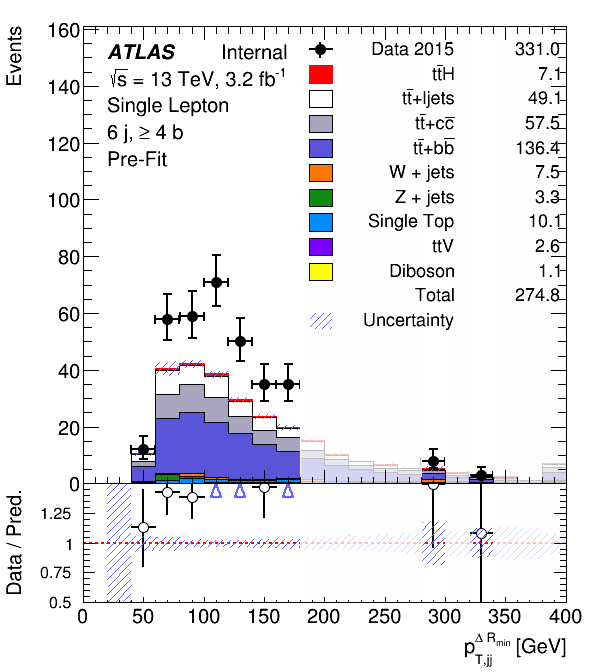 Events
160
140
120
100
80
60
40
20
0
ATLAS Internal
√s = 13 TeV, 3.2 fb⁻¹
Single Lepton
6 j, ≥ 4 b
Pre-Fit
Data 2015 331.0
tt̄H 7.1
tt̄+ljets 49.1
tt̄+cc̄ 57.5
tt̄+bb̄ 136.4
W + jets 7.5
Z + jets 3.3
Single Top 10.1
ttV 2.6
Diboson 1.1
Total 274.8
Uncertainty
Data / Pred.
1.25
1
0.75
0.5
0 50 100 150 200 250 300 350 400
p_{T,jj}^{Δ R_{min}} [GeV]